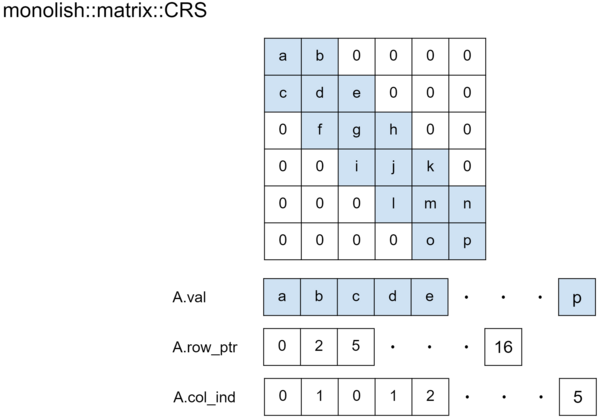 monolish::matrix::CRS
a b 0 0 0 0
c d e 0 0 0
0 f g h 0 0
0 0 i j k 0
0 0 0 l m n
0 0 0 0 o p
A.val a b c d e · · · p
A.row_ptr 0 2 5 · · · 16
A.col_ind 0 1 0 1 2 · · · 5